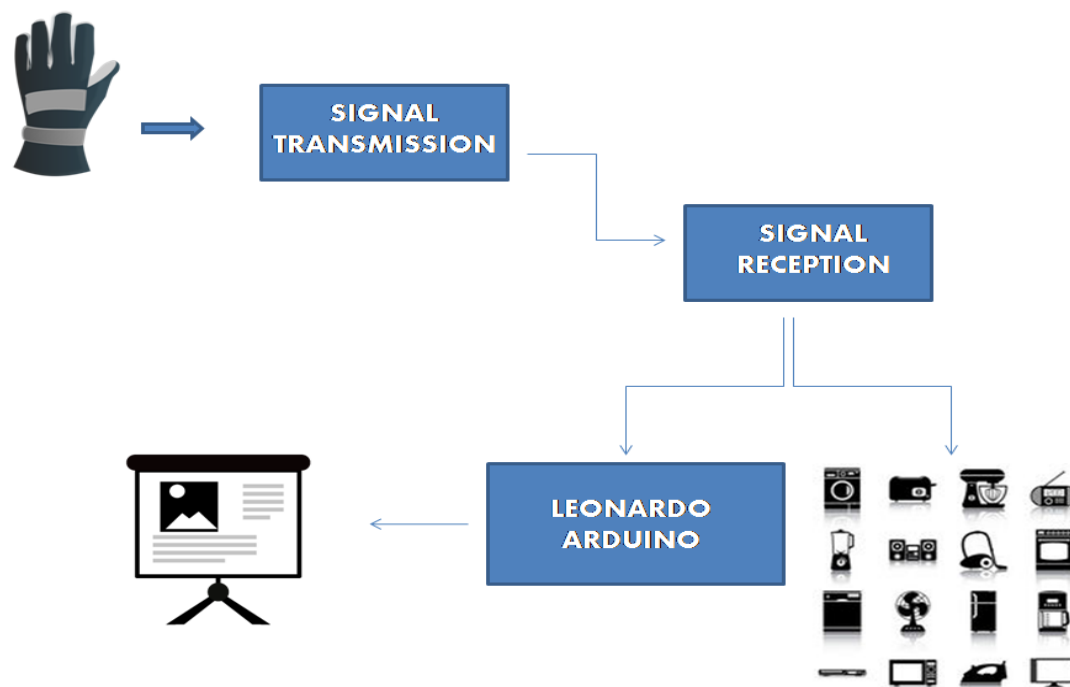 SIGNAL
TRANSMISSION
SIGNAL
RECEPTION
LEONARDO
ARDUINO